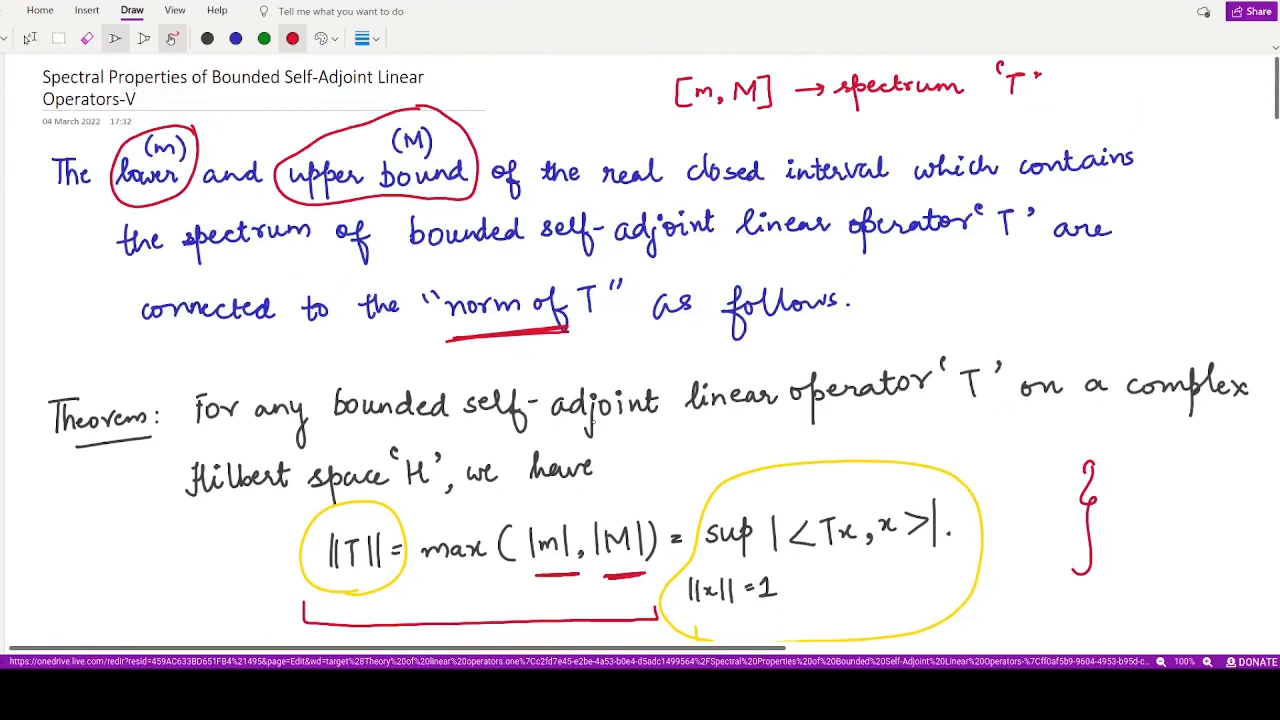 Home Insert Draw View Help Tell me what you want to do Share
Spectral Properties of Bounded Self-Adjoint Linear
Operators-V
04 March 2022 17:32
[m, M] → spectrum 'T'
(m) (M)
The lower and upper bound of the real closed interval which contains
the spectrum of bounded self-adjoint linear operator 'T' are
connected to the "norm of T" as follows.
Theorem: For any bounded self-adjoint linear operator 'T' on a complex
Hilbert space 'H', we have
||T|| = max (|m|, |M|) = sup |<Tx, x>|.
||x|| = 1
100% DONATE